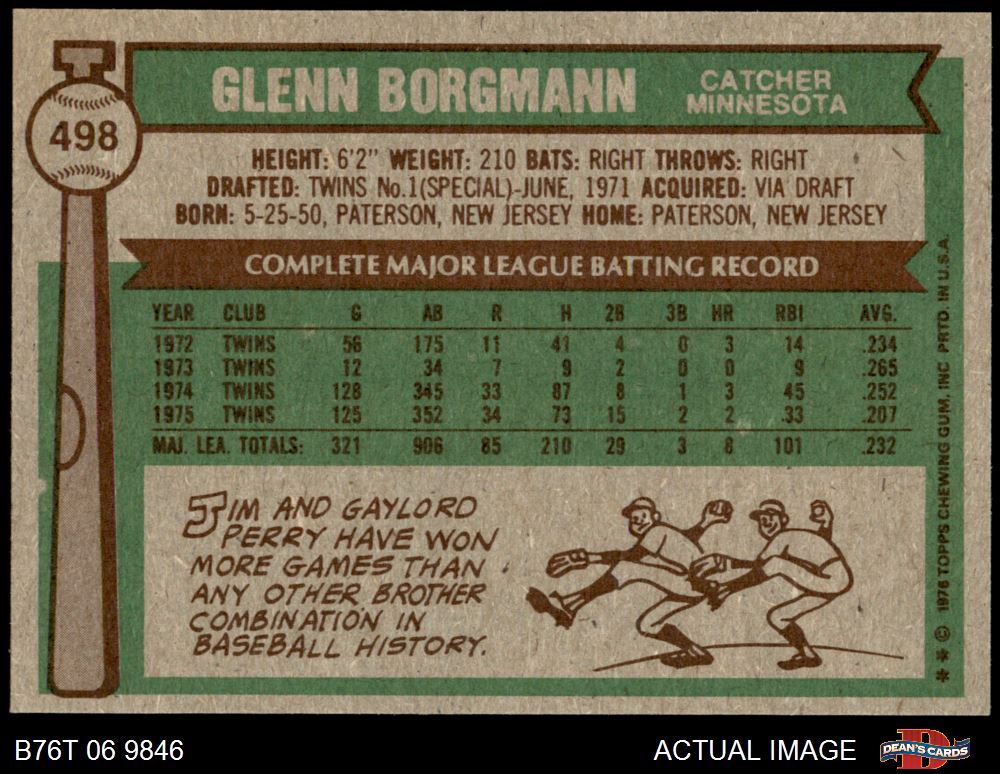 498
GLENN BORGMANN
CATCHER
MINNESOTA
HEIGHT: 6'2" WEIGHT: 210 BATS: RIGHT THROWS: RIGHT
DRAFTED: TWINS No.1(SPECIAL)-JUNE, 1971 ACQUIRED: VIA DRAFT
BORN: 5-25-50, PATERSON, NEW JERSEY HOME: PATERSON, NEW JERSEY
COMPLETE MAJOR LEAGUE BATTING RECORD
YEAR CLUB G AB R H 2B 3B HR RBI AVG.
1972 TWINS 56 175 11 41 4 0 3 14 .234
1973 TWINS 12 34 7 9 2 0 0 9 .265
1974 TWINS 128 345 33 87 8 1 3 45 .252
1975 TWINS 125 352 34 73 15 2 2 33 .207
MAJ. LEA. TOTALS: 321 906 85 210 29 3 8 101 .232
JIM AND GAYLORD
PERRY HAVE WON
MORE GAMES THAN
ANY OTHER BROTHER
COMBINATION IN
BASEBALL HISTORY.
** © 1976 TOPPS CHEWING GUM, INC PRTD. IN U.S.A.
B76T 06 9846
ACTUAL IMAGE
DEAN'S CARDS